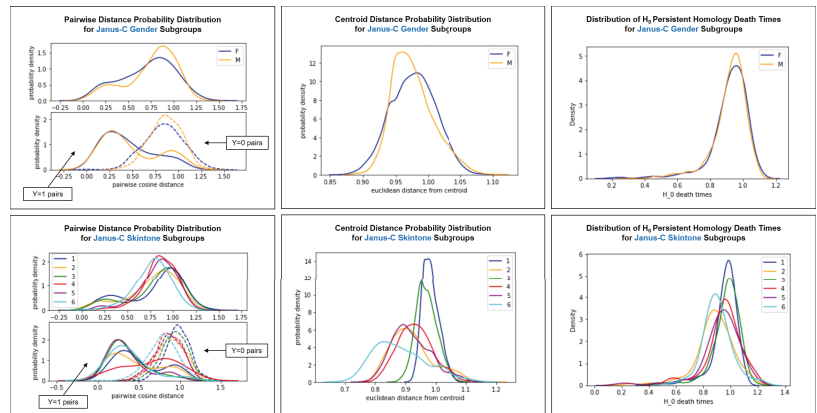 Pairwise Distance Probability Distribution
for Janus-C Gender Subgroups
probability density
1.5
1.0
0.5
0.0
F
M
−0.25 0.00 0.25 0.50 0.75 1.00 1.25 1.50 1.75
probability density
2
1
0
−0.25 0.00 0.25 0.50 0.75 1.00 1.25 1.50
pairwise cosine distance
Y=0 pairs
Y=1 pairs
Centroid Distance Probability Distribution
for Janus-C Gender Subgroups
probability density
12
10
8
6
4
2
0
F
M
0.85 0.90 0.95 1.00 1.05 1.10
euclidean distance from centroid
Distribution of H₀ Persistent Homology Death Times
for Janus-C Gender Subgroups
Density
5
4
3
2
1
0
F
M
0.2 0.4 0.6 0.8 1.0 1.2
H_0 death times
Pairwise Distance Probability Distribution
for Janus-C Skintone Subgroups
probability density
2
1
0
1
2
3
4
5
6
−0.25 0.00 0.25 0.50 0.75 1.00 1.25 1.50 1.75
probability density
2
1
0
−0.5 0.0 0.5 1.0 1.5
pairwise cosine distance
Y=0 pairs
Y=1 pairs
Centroid Distance Probability Distribution
for Janus-C Skintone Subgroups
probability density
14
12
10
8
6
4
2
0
1
2
3
4
5
6
0.7 0.8 0.9 1.0 1.1 1.2
euclidean distance from centroid
Distribution of H₀ Persistent Homology Death Times
for Janus-C Skintone Subgroups
Density
6
5
4
3
2
1
0
1
2
3
4
5
6
0.0 0.2 0.4 0.6 0.8 1.0 1.2 1.4
H_0 death times